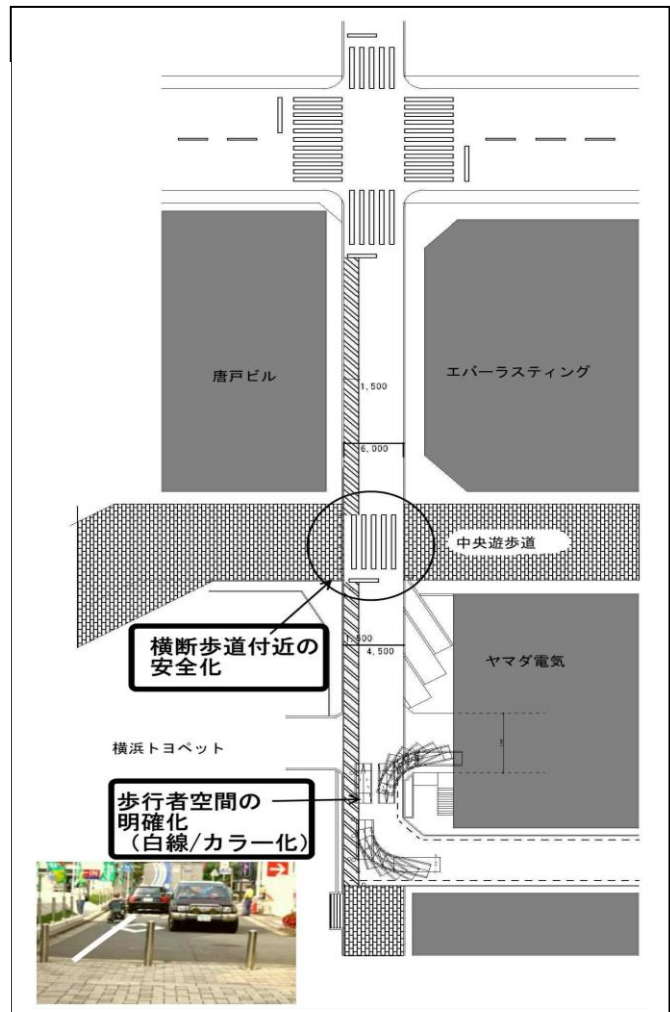 唐戸ビル
エバーラスティング
1,500
6,000
中央遊歩道
横断歩道付近の
安全化
1,500
4,500
ヤマダ電気
横浜トヨペット
歩行者空間の
明確化
（白線/カラー化）